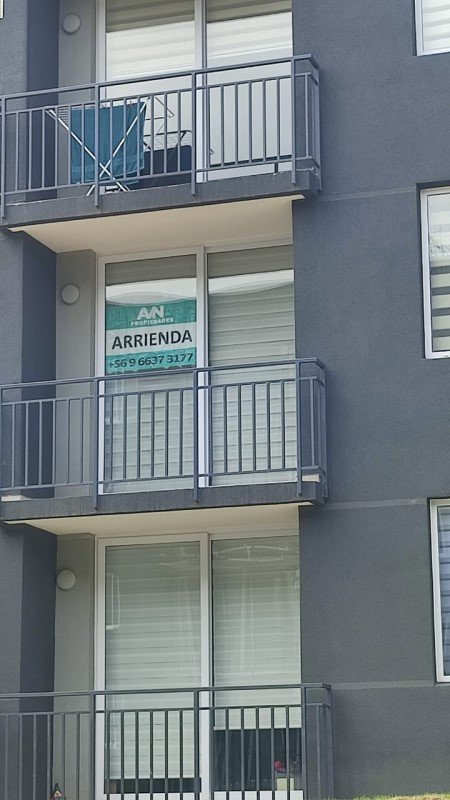 AVN
PROPIEDADES
ARRIENDA
+56 9 6637 3177